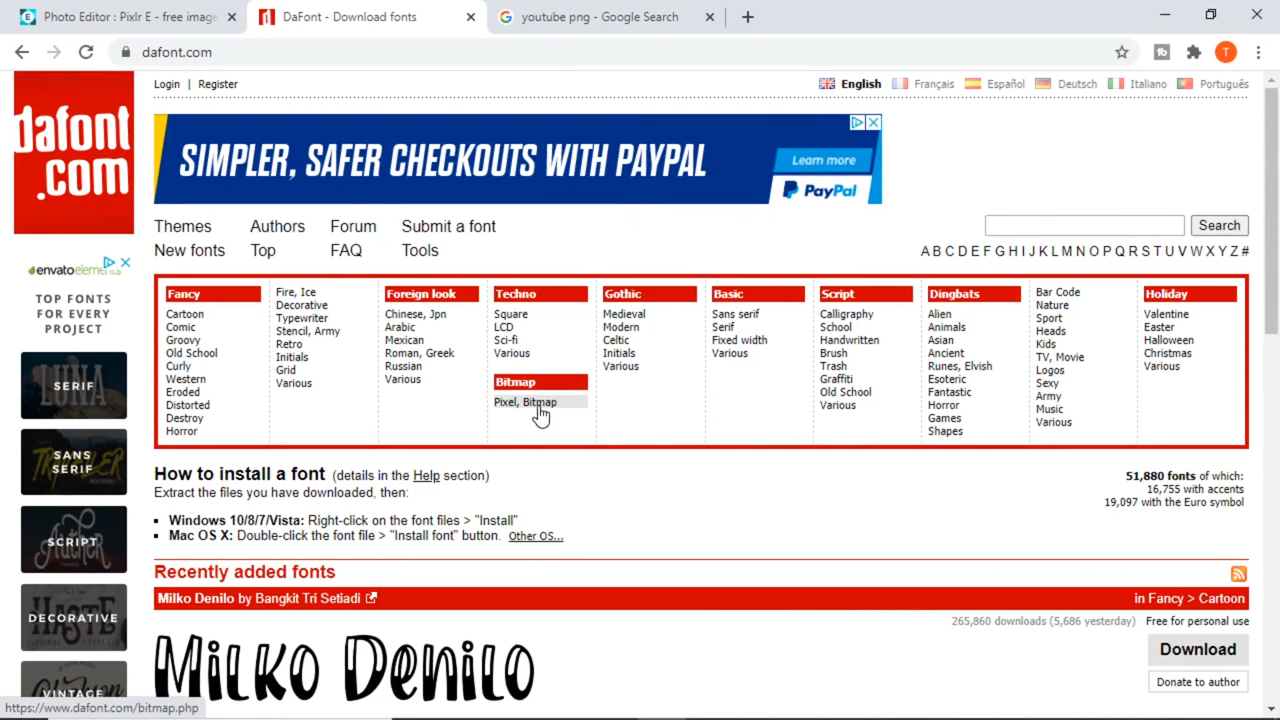 Photo Editor : Pixlr E - free image
DaFont - Download fonts
youtube png - Google Search
dafont.com
Login | Register
English Français Español Deutsch Italiano Português
dafont
.com
SIMPLER, SAFER CHECKOUTS WITH PAYPAL
Learn more
PayPal
Themes Authors Forum Submit a font
New fonts Top FAQ Tools
Search
A B C D E F G H I J K L M N O P Q R S T U V W X Y Z #
envatoelements
TOP FONTS
FOR EVERY
PROJECT
SERIF
SANS
SERIF
SCRIPT
DECORATIVE
VINTAGE
Fancy
Cartoon
Comic
Groovy
Old School
Curly
Western
Eroded
Distorted
Destroy
Horror
Fire, Ice
Decorative
Typewriter
Stencil, Army
Retro
Initials
Grid
Various
Foreign look
Chinese, Jpn
Arabic
Mexican
Roman, Greek
Russian
Various
Techno
Square
LCD
Sci-fi
Various
Bitmap
Pixel, Bitmap
Gothic
Medieval
Modern
Celtic
Initials
Various
Basic
Sans serif
Serif
Fixed width
Various
Script
Calligraphy
School
Handwritten
Brush
Trash
Graffiti
Old School
Various
Dingbats
Alien
Animals
Asian
Ancient
Runes, Elvish
Esoteric
Fantastic
Horror
Games
Shapes
Bar Code
Nature
Sport
Heads
Kids
TV, Movie
Logos
Sexy
Army
Music
Various
Holiday
Valentine
Easter
Halloween
Christmas
Various
How to install a font (details in the Help section)
Extract the files you have downloaded, then:
Windows 10/8/7/Vista: Right-click on the font files > "Install"
Mac OS X: Double-click the font file > "Install font" button. Other OS...
51,880 fonts of which:
16,755 with accents
19,097 with the Euro symbol
Recently added fonts
Milko Denilo by Bangkit Tri Setiadi in Fancy > Cartoon
265,860 downloads (5,686 yesterday) Free for personal use
Milko Denilo
Download
Donate to author
https://www.dafont.com/bitmap.php
T